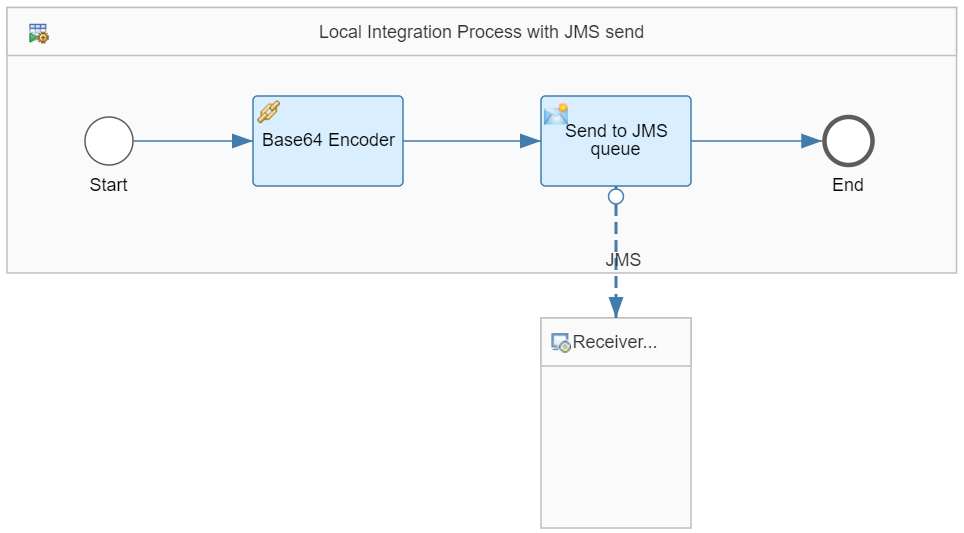 Local Integration Process with JMS send
Base64 Encoder
Send to JMS
queue
Start
End
JMS
Receiver...